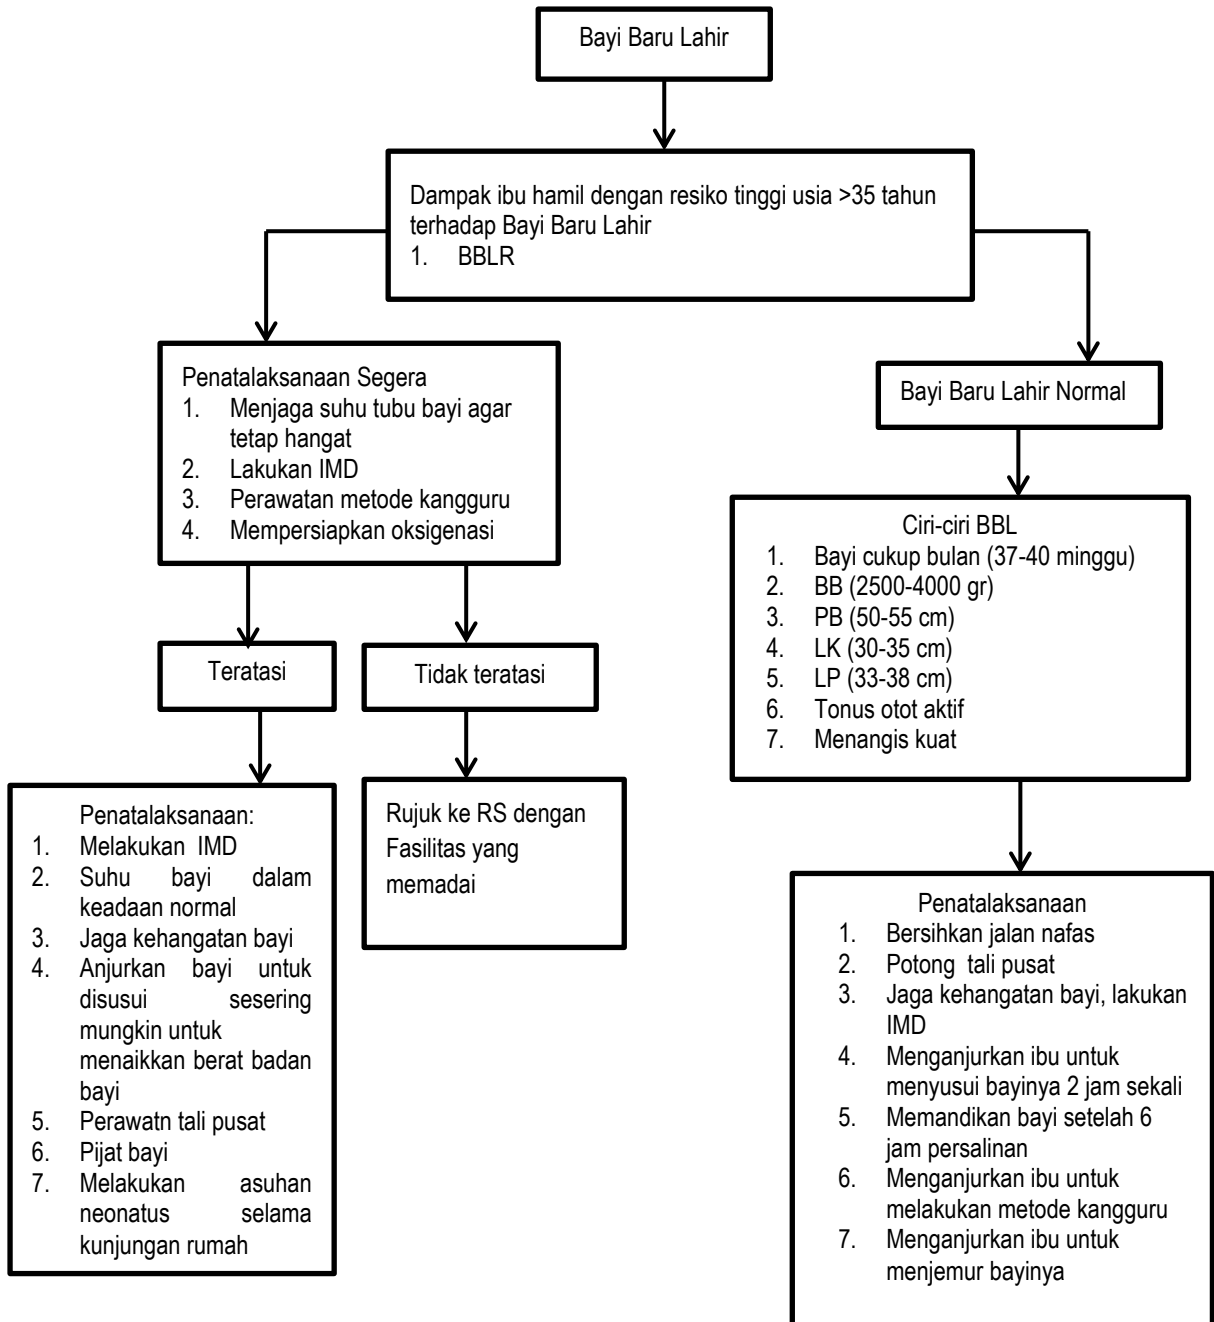 Bayi Baru Lahir
Dampak ibu hamil dengan resiko tinggi usia >35 tahun
terhadap Bayi Baru Lahir
1. BBLR
Penatalaksanaan Segera
1. Menjaga suhu tubu bayi agar
tetap hangat
2. Lakukan IMD
3. Perawatan metode kangguru
4. Mempersiapkan oksigenasi
Bayi Baru Lahir Normal
Ciri-ciri BBL
1. Bayi cukup bulan (37-40 minggu)
2. BB (2500-4000 gr)
3. PB (50-55 cm)
4. LK (30-35 cm)
5. LP (33-38 cm)
6. Tonus otot aktif
7. Menangis kuat
Teratasi
Tidak teratasi
Penatalaksanaan:
1. Melakukan IMD
2. Suhu bayi dalam
keadaan normal
3. Jaga kehangatan bayi
4. Anjurkan bayi untuk
disusui sesering
mungkin untuk
menaikkan berat badan
bayi
5. Perawatn tali pusat
6. Pijat bayi
7. Melakukan asuhan
neonatus selama
kunjungan rumah
Rujuk ke RS dengan
Fasilitas yang
memadai
Penatalaksanaan
1. Bersihkan jalan nafas
2. Potong tali pusat
3. Jaga kehangatan bayi, lakukan
IMD
4. Menganjurkan ibu untuk
menyusui bayinya 2 jam sekali
5. Memandikan bayi setelah 6
jam persalinan
6. Menganjurkan ibu untuk
melakukan metode kangguru
7. Menganjurkan ibu untuk
menjemur bayinya